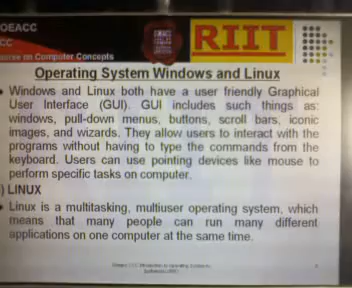 OEACC
CC
ourse on Computer Concepts
RIIT
Operating System Windows and Linux
• Windows and Linux both have a user friendly Graphical
User Interface (GUI). GUI includes such things as:
windows, pull-down menus, buttons, scroll bars, iconic
images, and wizards. They allow users to interact with the
programs without having to type the commands from the
keyboard. Users can use pointing devices like mouse to
perform specific tasks on computer.
) LINUX
• Linux is a multitasking, multiuser operating system, which
means that many people can run many different
applications on one computer at the same time.